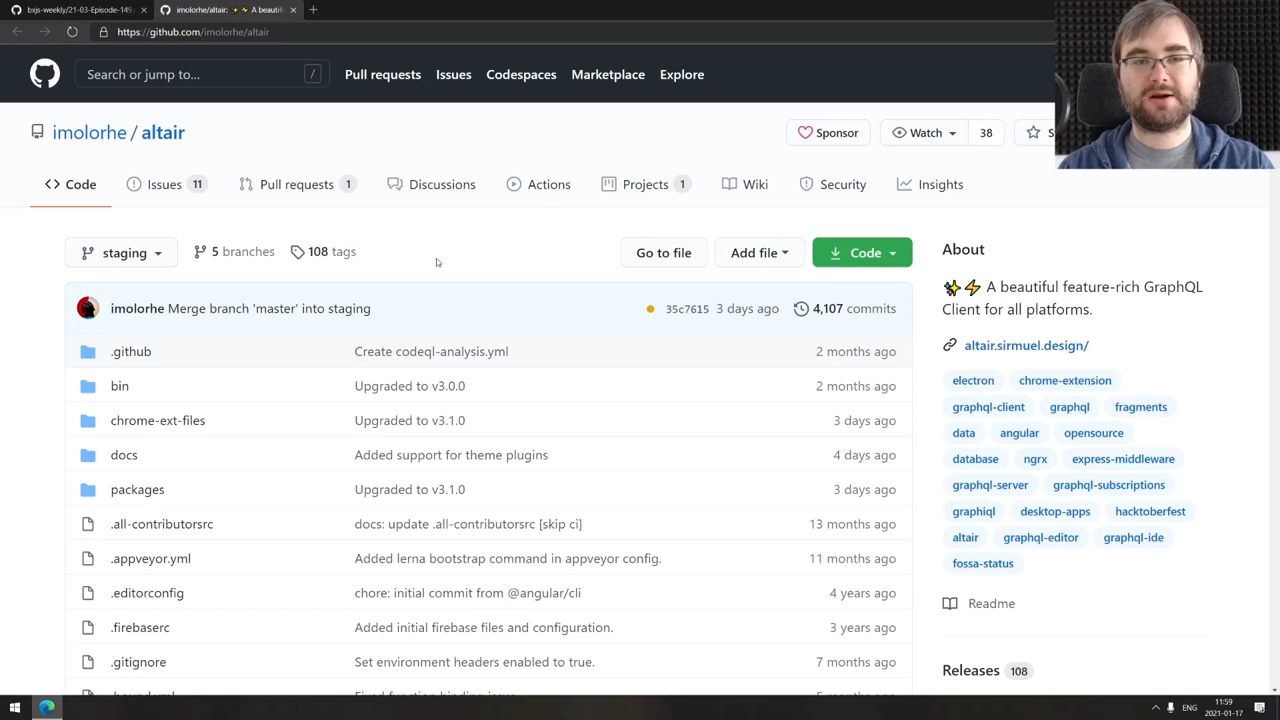 bxjs-weekly/21-03-Episode-149
imolorhe/altair: ✨⚡ A beautif
https://github.com/imolorhe/altair
Search or jump to...
/
Pull requests
Issues
Codespaces
Marketplace
Explore
imolorhe / altair
Sponsor
Watch
38
S
Code
Issues 11
Pull requests 1
Discussions
Actions
Projects 1
Wiki
Security
Insights
staging
5 branches
108 tags
Go to file
Add file
Code
imolorhe Merge branch 'master' into staging
35c7615 3 days ago
4,107 commits
.github Create codeql-analysis.yml 2 months ago
bin Upgraded to v3.0.0 2 months ago
chrome-ext-files Upgraded to v3.1.0 3 days ago
docs Added support for theme plugins 4 days ago
packages Upgraded to v3.1.0 3 days ago
.all-contributorsrc docs: update .all-contributorsrc [skip ci] 13 months ago
.appveyor.yml Added lerna bootstrap command in appveyor config. 11 months ago
.editorconfig chore: initial commit from @angular/cli 4 years ago
.firebaserc Added initial firebase files and configuration. 3 years ago
.gitignore Set environment headers enabled to true. 7 months ago
About
✨⚡ A beautiful feature-rich GraphQL
Client for all platforms.
altair.sirmuel.design/
electron chrome-extension
graphql-client graphql fragments
data angular opensource
database ngrx express-middleware
graphql-server graphql-subscriptions
graphiql desktop-apps hacktoberfest
altair graphql-editor graphql-ide
fossa-status
Readme
Releases 108
ENG
11:59
2021-01-17